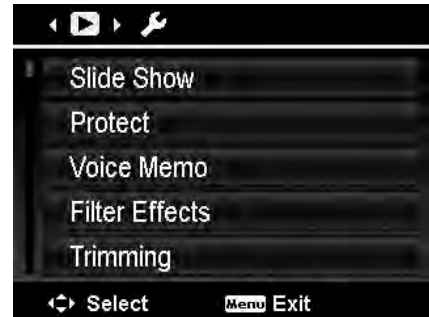 Slide Show
Protect
Voice Memo
Filter Effects
Trimming
Select Menu Exit